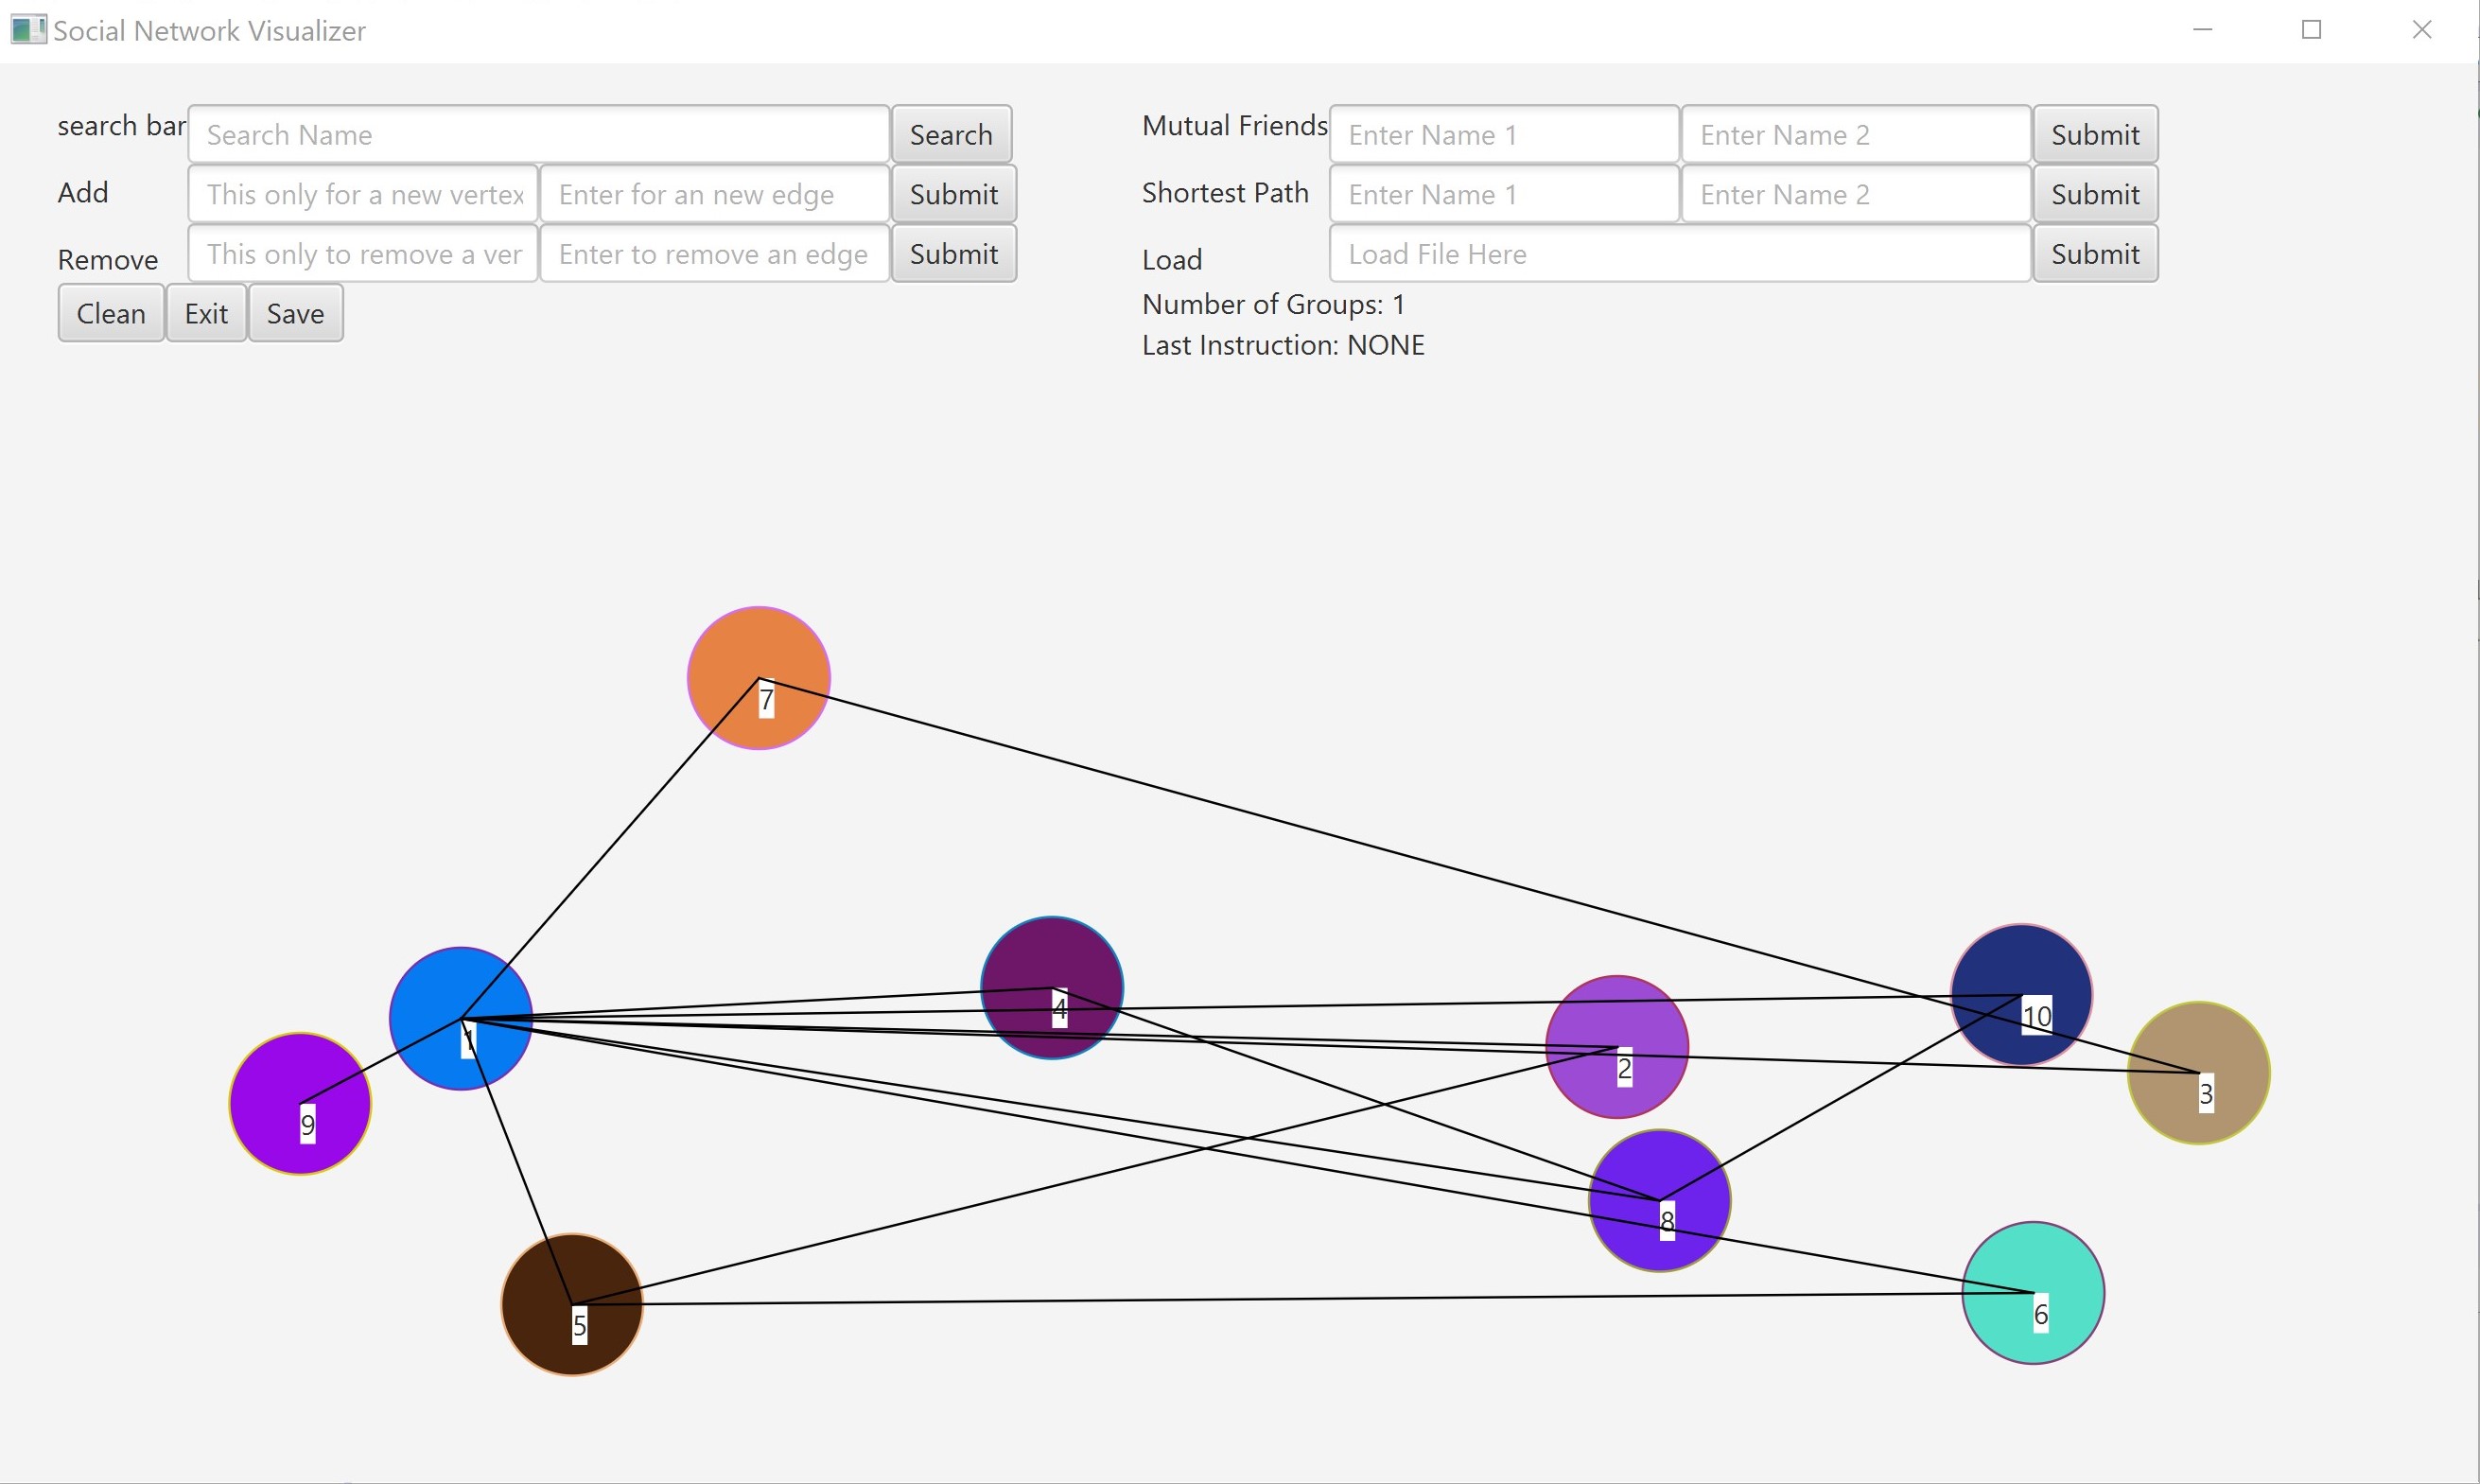 Social Network Visualizer
search bar Search Name Search
Add This only for a new vertex Enter for an new edge Submit
Remove This only to remove a ver Enter to remove an edge Submit
Clean Exit Save
Mutual Friends Enter Name 1 Enter Name 2 Submit
Shortest Path Enter Name 1 Enter Name 2 Submit
Load Load File Here Submit
Number of Groups: 1
Last Instruction: NONE
7
4
10
1
2
3
9
8
6
5